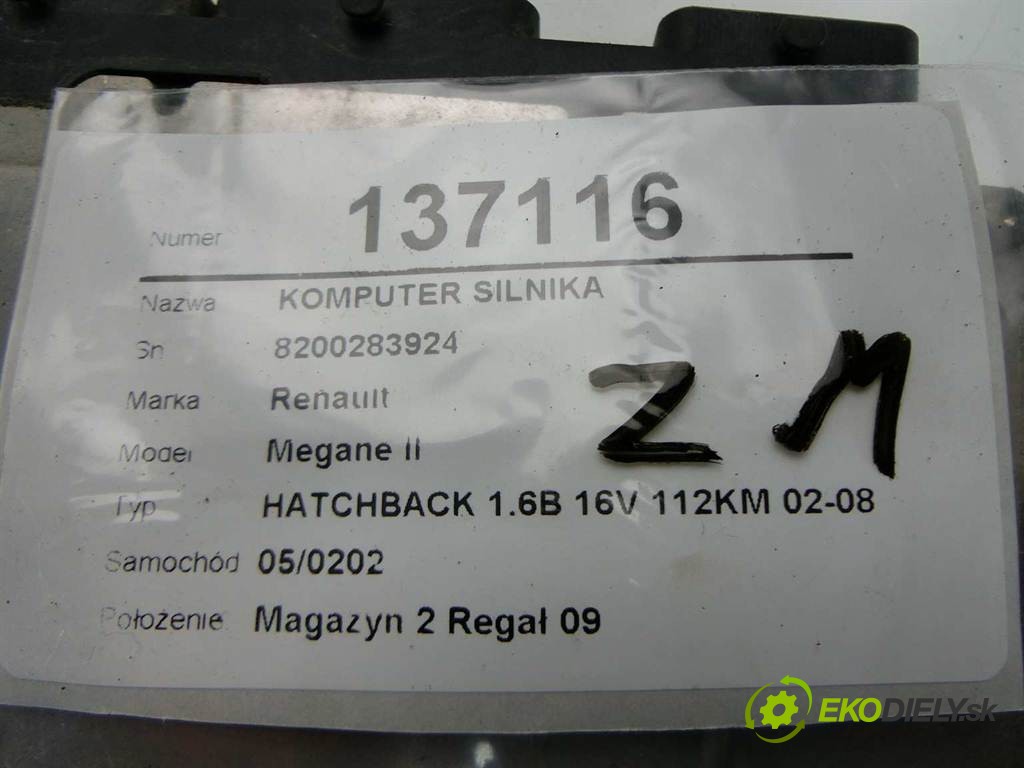 Numer 137116
Nazwa KOMPUTER SILNIKA
Sn 8200283924
Marka Renault
Model Megane II
Typ HATCHBACK 1.6B 16V 112KM 02-08
Samochód 05/0202
Położenie Magazyn 2 Regał 09
ZM
EKODIELY.sk